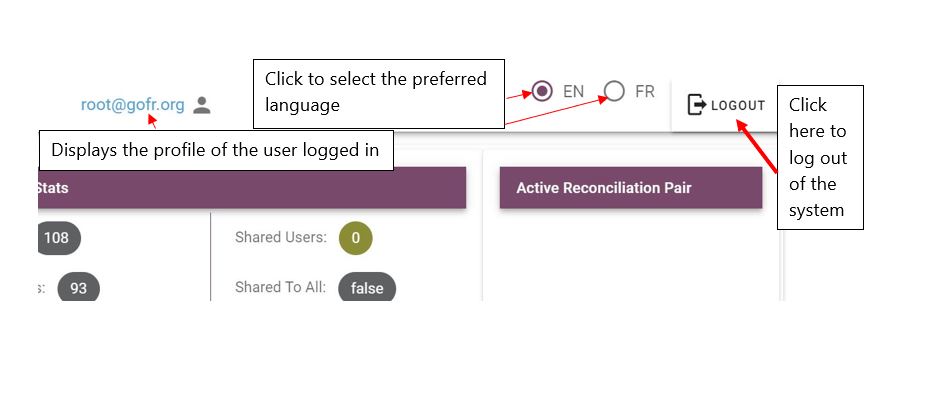 Click to select the preferred
language
EN
FR
root@gofr.org
LOGOUT
Click
here to
log out
of the
system
Displays the profile of the user logged in
Stats
Active Reconciliation Pair
108
Shared Users:
0
s:
93
Shared To All:
false